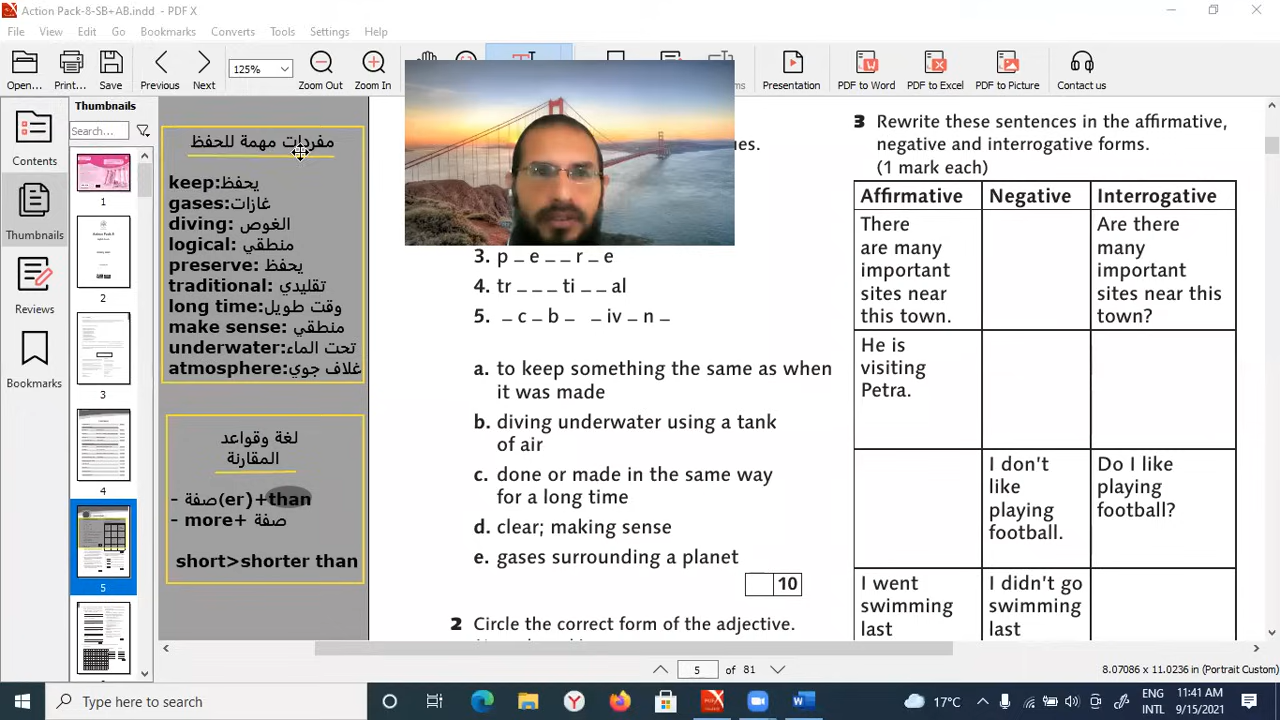 Action Pack-8-SB+AB.indd - PDF X
File View Edit Go Bookmarks Converts Tools Settings Help
Open... Print... Save Previous Next 125% Zoom Out Zoom In Presentation PDF to Word PDF to Excel PDF to Picture Contact us
Contents
Thumbnails
Reviews
Bookmarks
Thumbnails
Search...
1
2
3
4
5
مفردات مهمة للحفظ
keep:يحفظ
gases:غازات
diving: الغوص
logical: منطقي
preserve: يحفظ
traditional: تقليدي
long time:وقت طويل
make sense: منطقي
underwater:تحت الماء
atmosphere:غلاف جوي
لغة وقواعد
المقارنة
- صفة(er)+than
- more+ صفة
short>shorter than
3. p _ e _ _ r _ e
4. tr _ _ _ ti _ _ al
5. _ c _ b _ _ iv _ n _
a. to keep something the same as when
it was made
b. diving underwater using a tank
of air
c. done or made in the same way
for a long time
d. clear; making sense
e. gases surrounding a planet
10
2 Circle the correct form of the adjective.
3 Rewrite these sentences in the affirmative,
negative and interrogative forms.
(1 mark each)
Affirmative Negative Interrogative
There
are many
important
sites near
this town.
Are there
many
important
sites near this
town?
He is
visiting
Petra.
I don't
like
playing
football.
Do I like
playing
football?
I went
swimming
last
I didn't go
swimming
last
5 of 81
8.07086 x 11.0236 in (Portrait Custom)
Type here to search
17°C
ENG
INTL
11:41 AM
9/15/2021